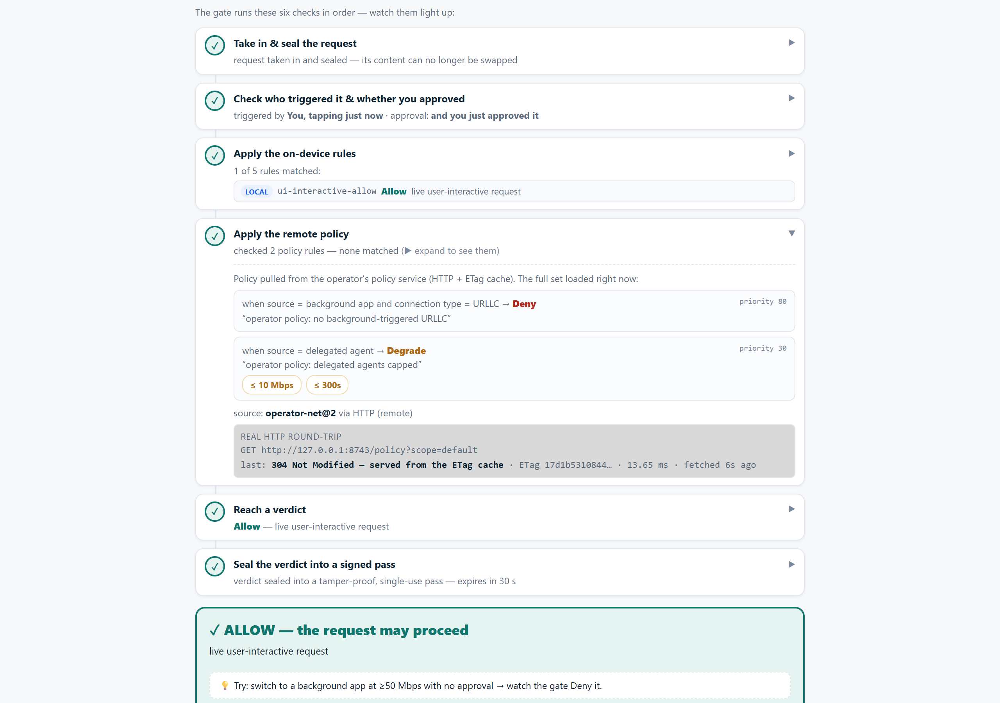 The gate runs these six checks in order — watch them light up:
✓ Take in & seal the request ▶
request taken in and sealed — its content can no longer be swapped
✓ Check who triggered it & whether you approved ▶
triggered by You, tapping just now · approval: and you just approved it
✓ Apply the on-device rules ▶
1 of 5 rules matched:
LOCAL ui-interactive-allow Allow live user-interactive request
✓ Apply the remote policy ▼
checked 2 policy rules — none matched (▶ expand to see them)
Policy pulled from the operator's policy service (HTTP + ETag cache). The full set loaded right now:
when source = background app and connection type = URLLC → Deny priority 80
“operator policy: no background-triggered URLLC”
when source = delegated agent → Degrade priority 30
“operator policy: delegated agents capped”
≤ 10 Mbps ≤ 300s
source: operator-net@2 via HTTP (remote)
REAL HTTP ROUND-TRIP
GET http://127.0.0.1:8743/policy?scope=default
last: 304 Not Modified — served from the ETag cache · ETag 17d1b5310844… · 13.65 ms · fetched 6s ago
✓ Reach a verdict ▶
Allow — live user-interactive request
✓ Seal the verdict into a signed pass ▶
verdict sealed into a tamper-proof, single-use pass — expires in 30 s
✓ ALLOW — the request may proceed
live user-interactive request
💡 Try: switch to a background app at ≥50 Mbps with no approval → watch the gate Deny it.